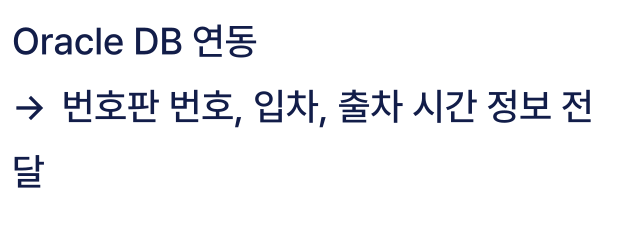 Oracle DB 연동
→ 번호판 번호, 입차, 출차 시간 정보 전
달